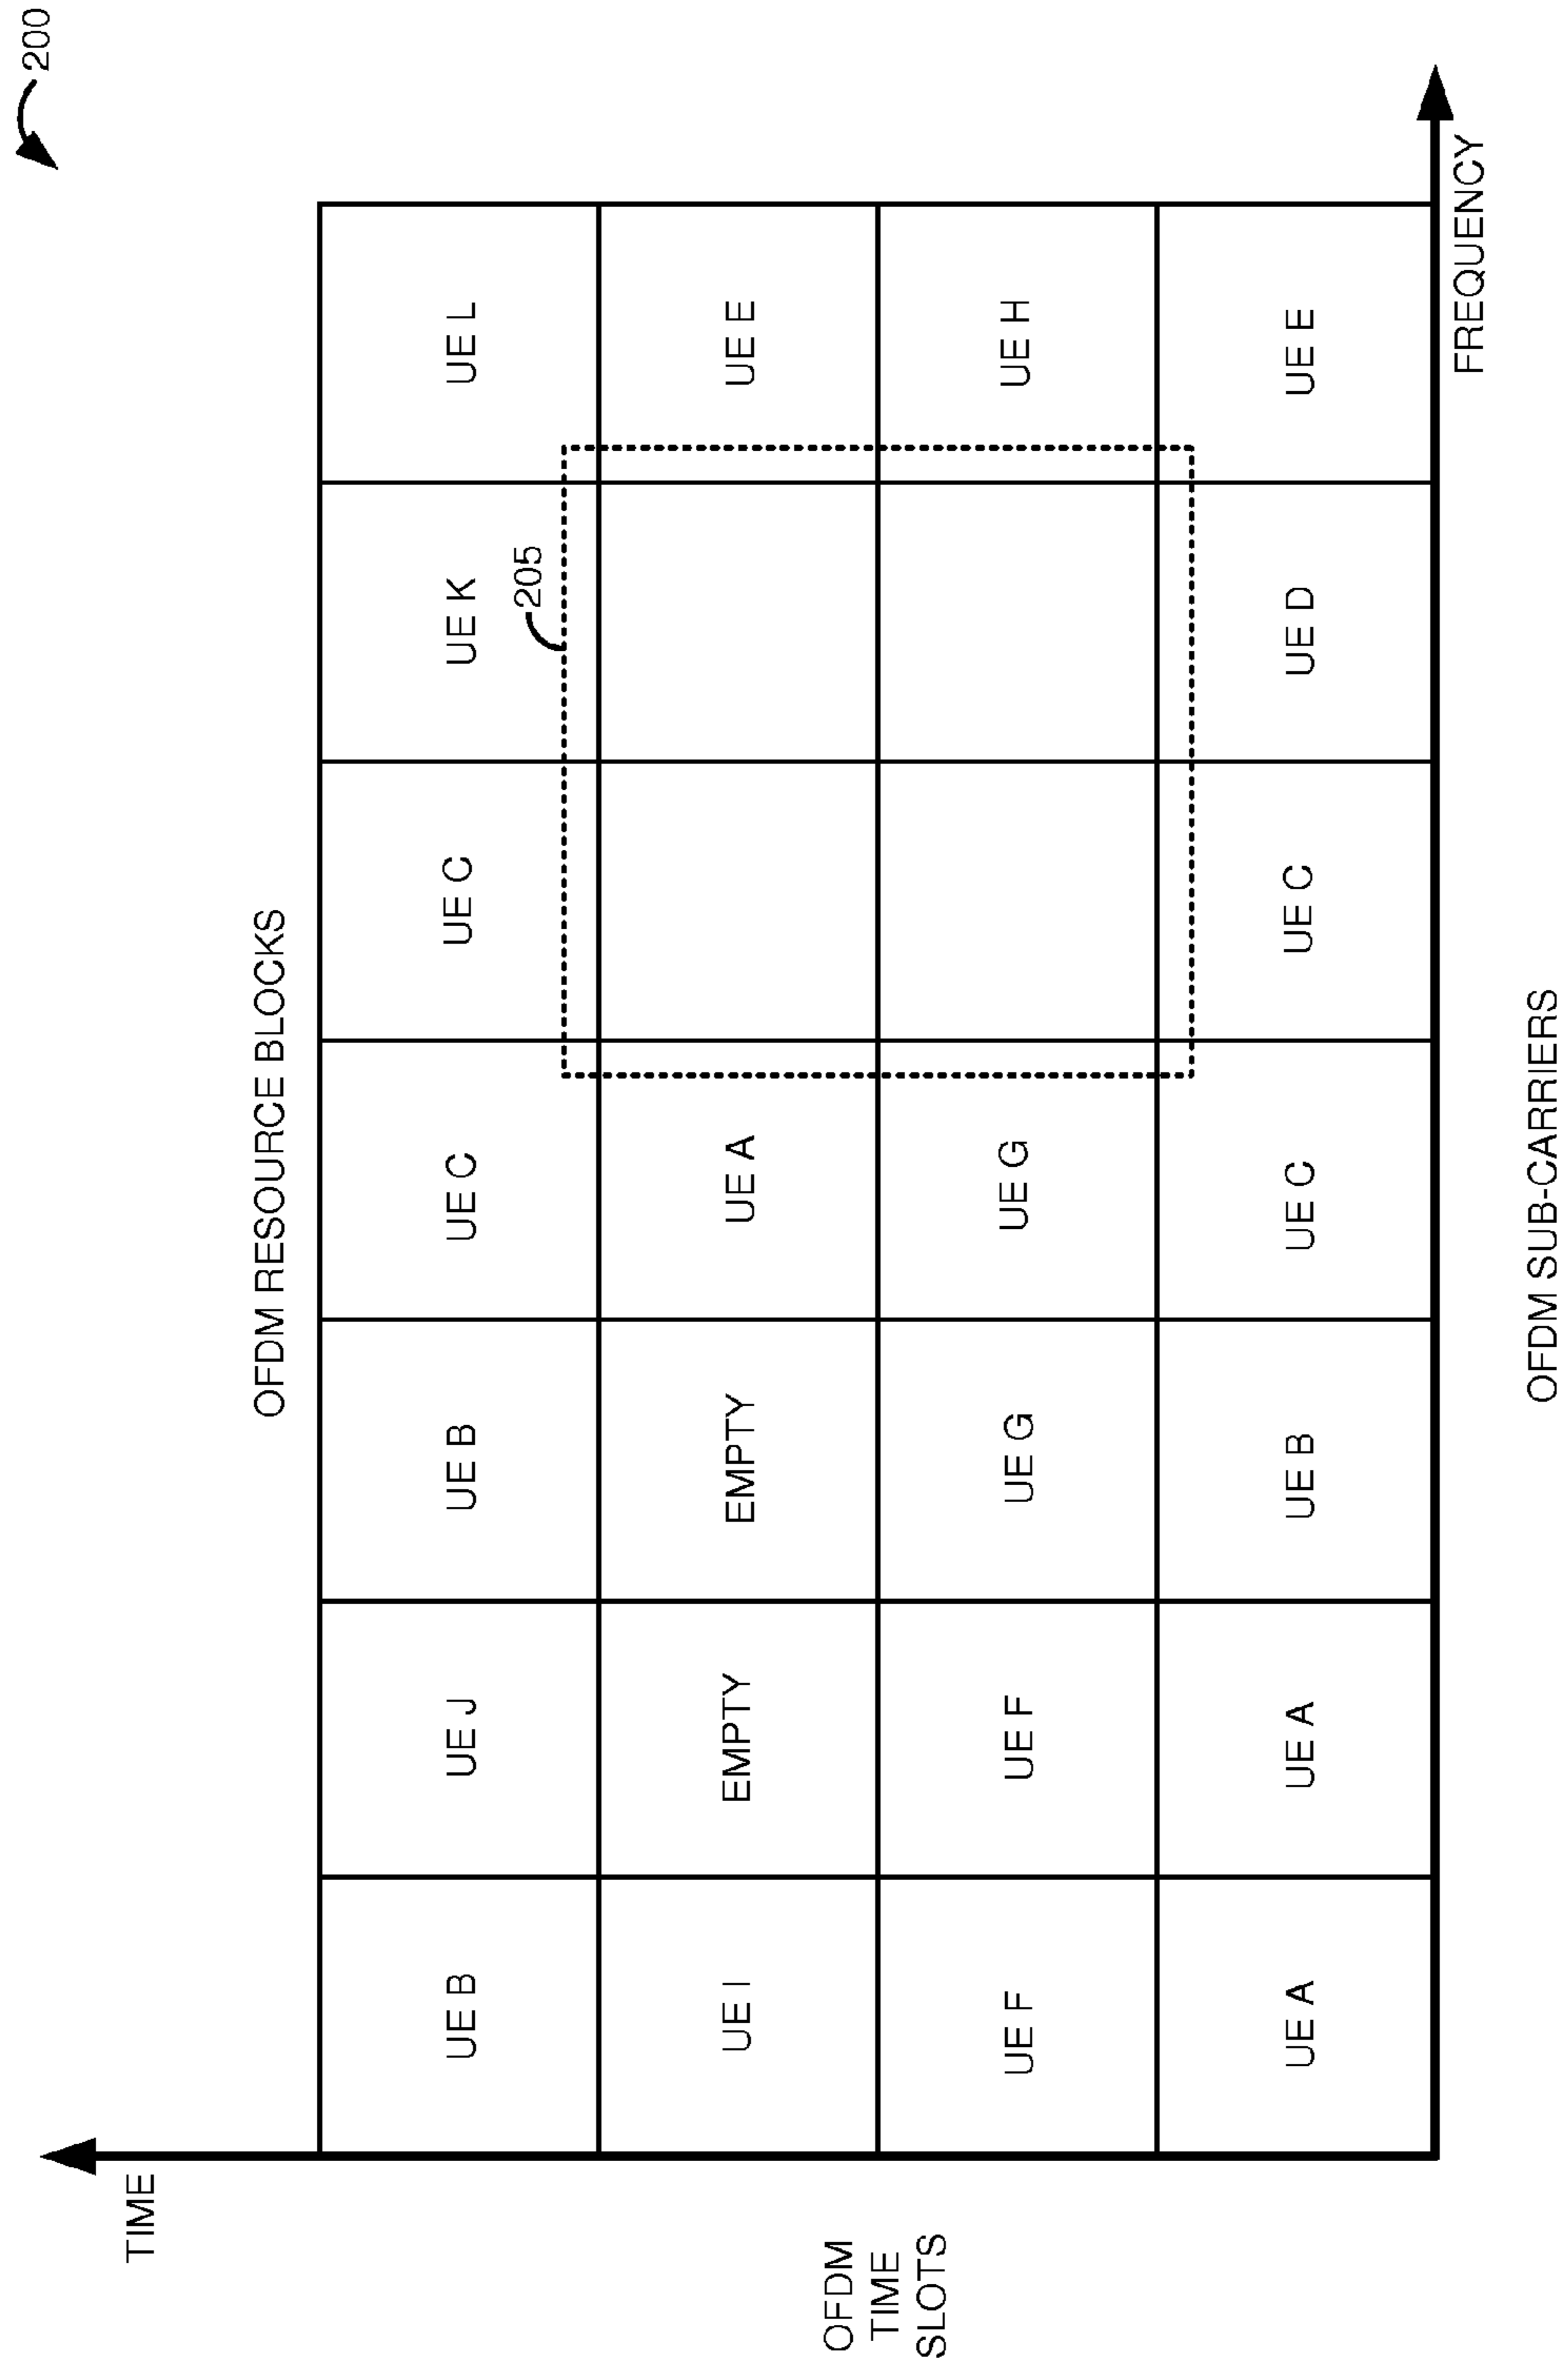 200
TIME
OFDM RESOURCE BLOCKS
UE B
UE J
UE B
UE C
UE C
UE K
UE L
205
UE I
EMPTY
EMPTY
UE A
UE E
OFDM
TIME
SLOTS
UE F
UE F
UE G
UE G
UE H
UE A
UE A
UE B
UE C
UE C
UE D
UE E
FREQUENCY
OFDM SUB-CARRIERS